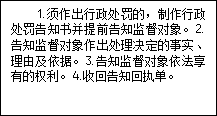 1.须作出行政处罚的，制作行政
处罚告知书并提前告知监督对象。2.
告知监督对象作出处理决定的事实、
理由及依据。3.告知监督对象依法享
有的权利。4.收回告知回执单。